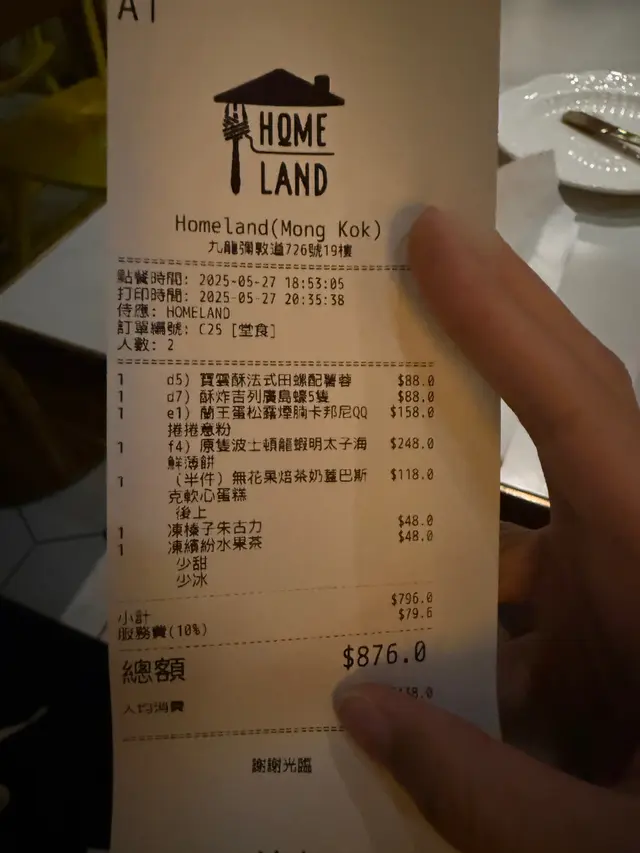 A1
HOME
LAND
Homeland(Mong Kok)
九龍彌敦道726號19樓
點餐時間: 2025-05-27 18:53:05
打印時間: 2025-05-27 20:35:38
侍應: HOMELAND
訂單編號: C25 [堂食]
人數: 2
1 d5) 寶雲酥法式田螺配薯蓉 $88.0
1 d7) 酥炸吉列廣島蠔5隻 $88.0
1 e1) 蘭王蛋松露煙腩卡邦尼QQ $158.0
捲捲意粉
1 f4) 原隻波士頓龍蝦明太子海 $248.0
鮮薄餅
1 (半件) 無花果焙茶奶蓋巴斯 $118.0
克軟心蛋糕
後上
1 凍榛子朱古力 $48.0
1 凍繽紛水果茶 $48.0
少甜
少冰
小計 $796.0
服務費(10%) $79.6
總額 $876.0
人均消費 38.0
謝謝光臨